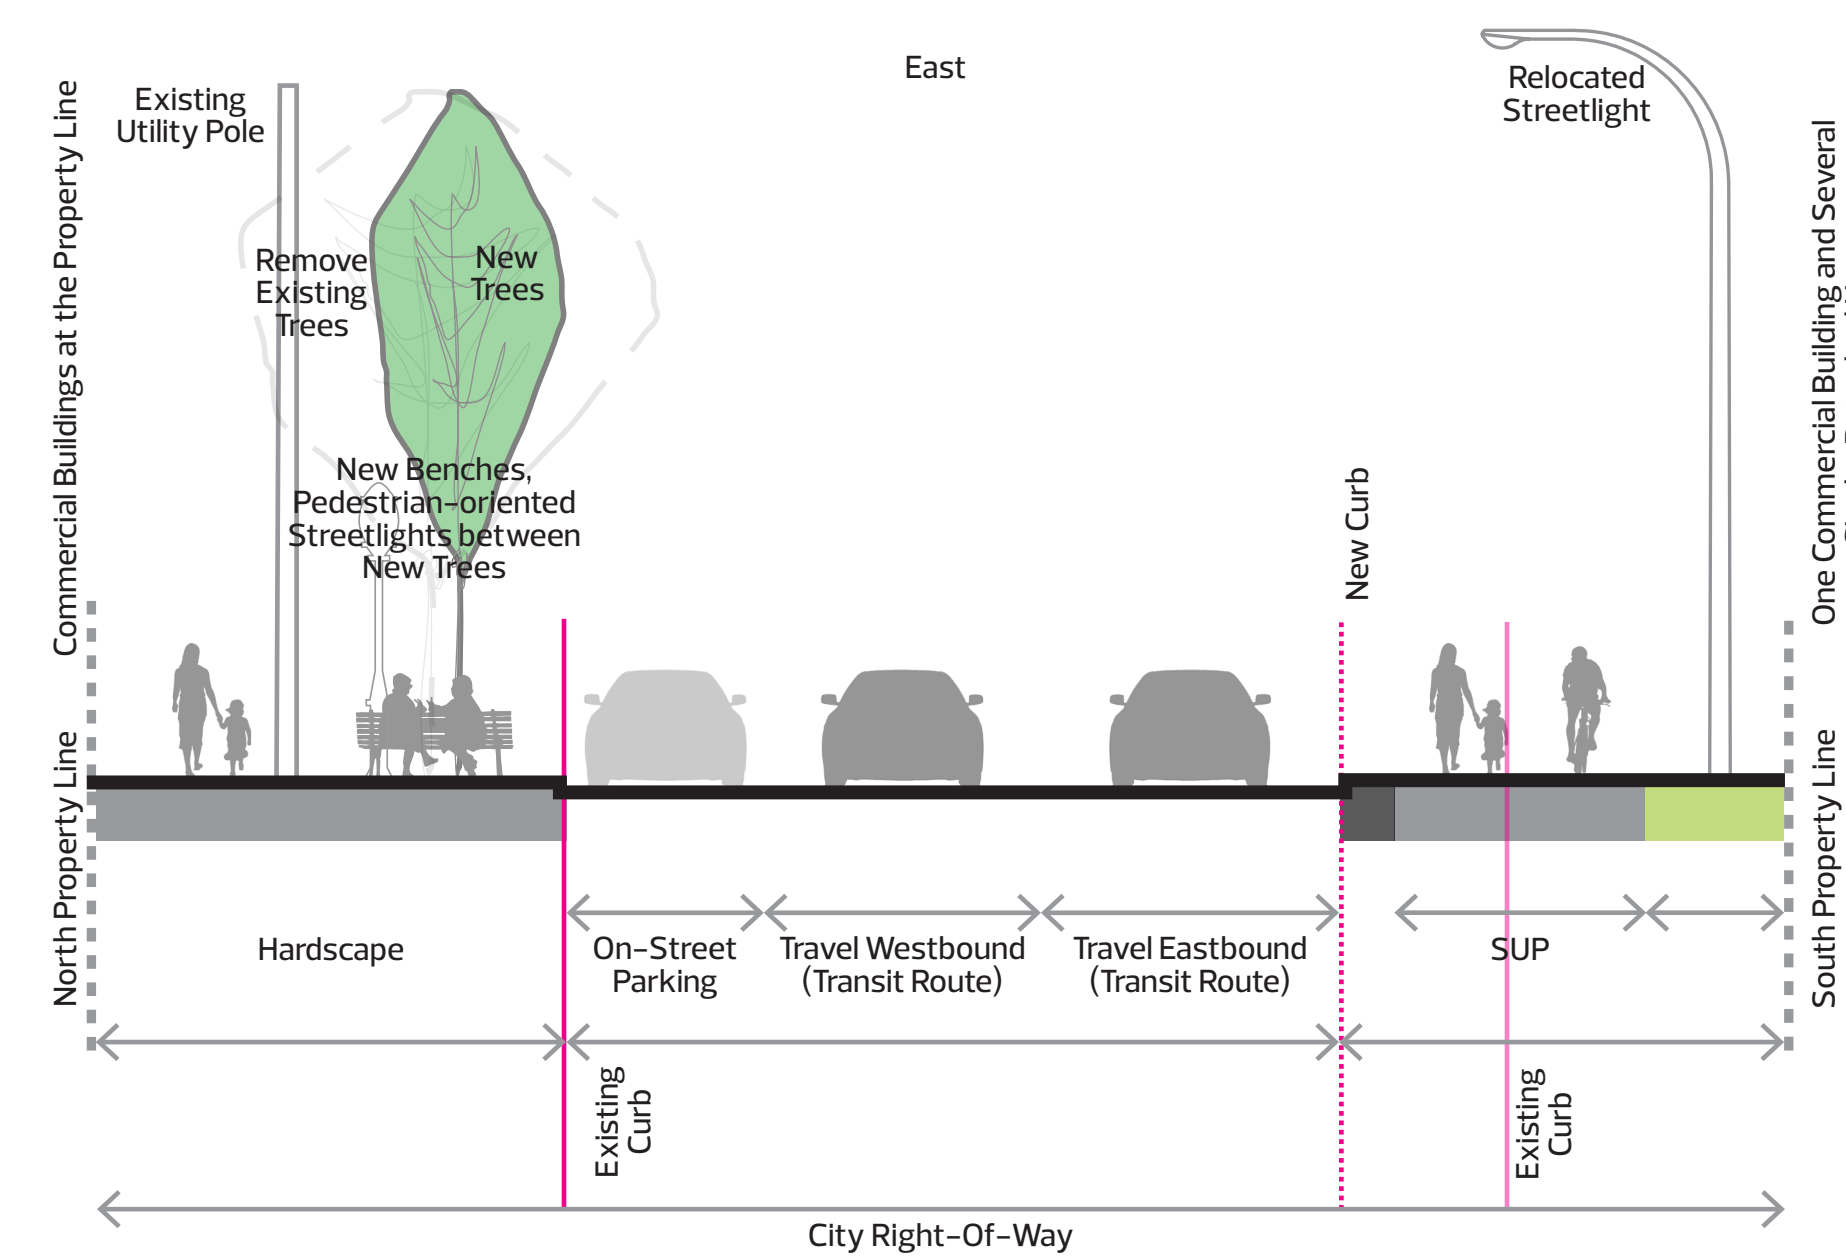 East
Existing
Utility Pole
Relocated
Streetlight
Commercial Buildings at the Property Line
One Commercial Building and Several
Remove
Existing
Trees
New
Trees
New Benches,
Pedestrian-oriented
Streetlights between
New Trees
New Curb
North Property Line
South Property Line
Hardscape
On-Street
Parking
Travel Westbound
(Transit Route)
Travel Eastbound
(Transit Route)
SUP
Existing
Curb
Existing
Curb
City Right-Of-Way